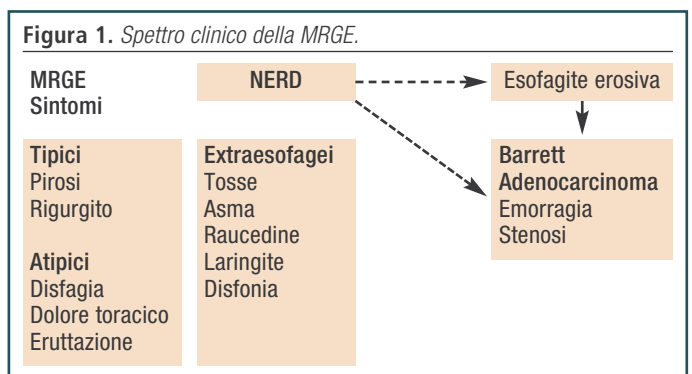 Figura 1. Spettro clinico della MRGE.
MRGE
Sintomi
NERD
Esofagite erosiva
Tipici
Pirosi
Rigurgito
Atipici
Disfagia
Dolore toracico
Eruttazione
Extraesofagei
Tosse
Asma
Raucedine
Laringite
Disfonia
Barrett
Adenocarcinoma
Emorragia
Stenosi